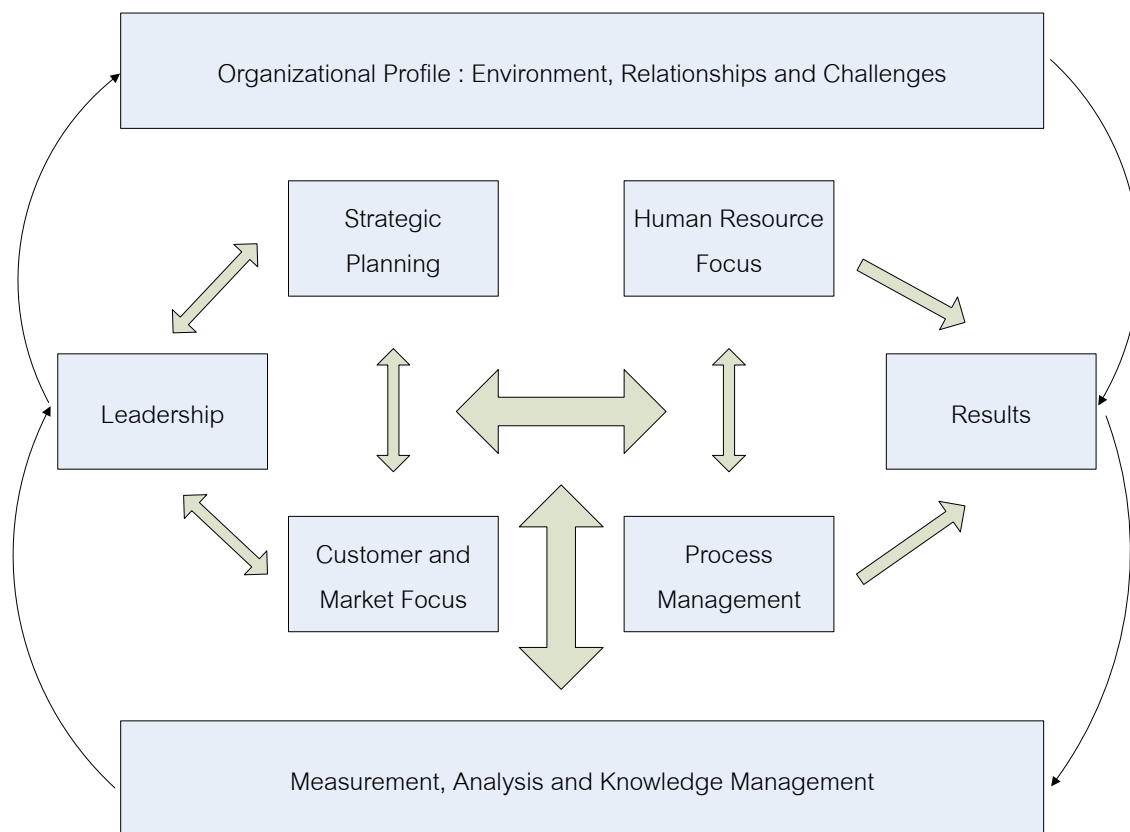 Organizational Profile : Environment, Relationships and Challenges
Strategic
Planning
Human Resource
Focus
Leadership
Results
Customer and
Market Focus
Process
Management
Measurement, Analysis and Knowledge Management